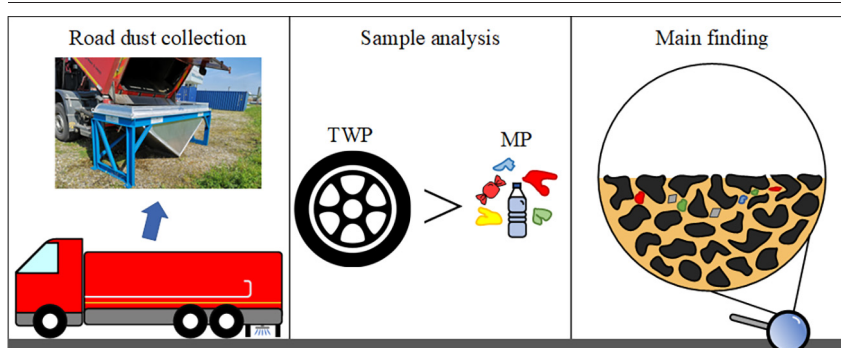 Road dust collection
Sample analysis
Main finding
TWP
MP